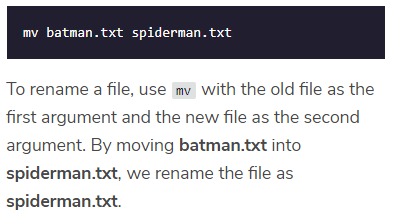 mv batman.txt spiderman.txt
To rename a file, use mv with the old file as the
first argument and the new file as the second
argument. By moving batman.txt into
spiderman.txt, we rename the file as
spiderman.txt.